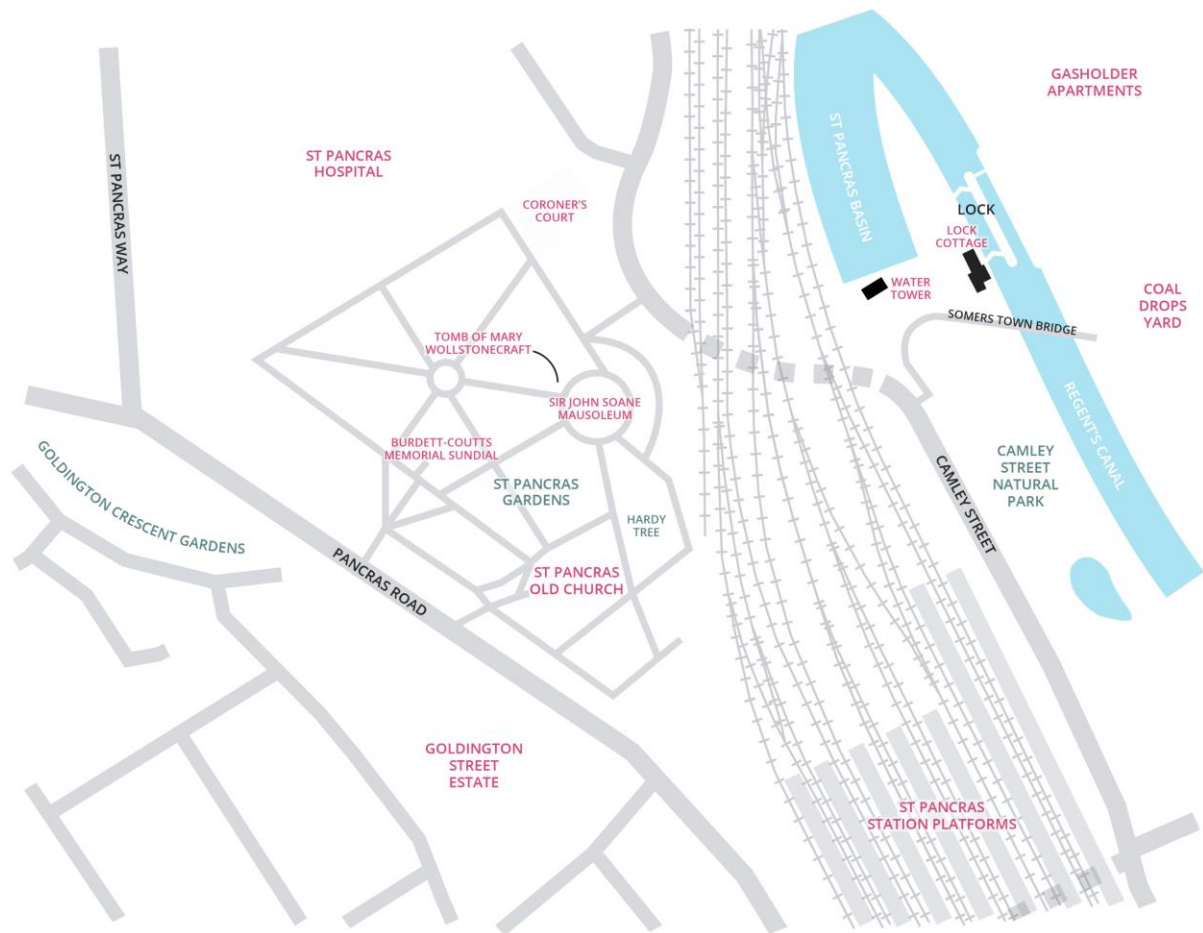 GASHOLDER
APARTMENTS
ST PANCRAS
HOSPITAL
ST PANCRAS WAY
ST PANCRAS BASIN
CORONER'S
COURT
LOCK
LOCK
COTTAGE
WATER
TOWER
COAL
DROPS
YARD
SOMERS TOWN BRIDGE
TOMB OF MARY
WOLLSTONECRAFT
SIR JOHN SOANE
MAUSOLEUM
REGENT'S CANAL
BURDETT-COUTTS
MEMORIAL SUNDIAL
ST PANCRAS
GARDENS
CAMLEY
STREET
NATURAL
PARK
CAMLEY STREET
GOLDINGTON CRESCENT GARDENS
HARDY
TREE
PANCRAS ROAD
ST PANCRAS
OLD CHURCH
GOLDINGTON
STREET
ESTATE
ST PANCRAS
STATION PLATFORMS